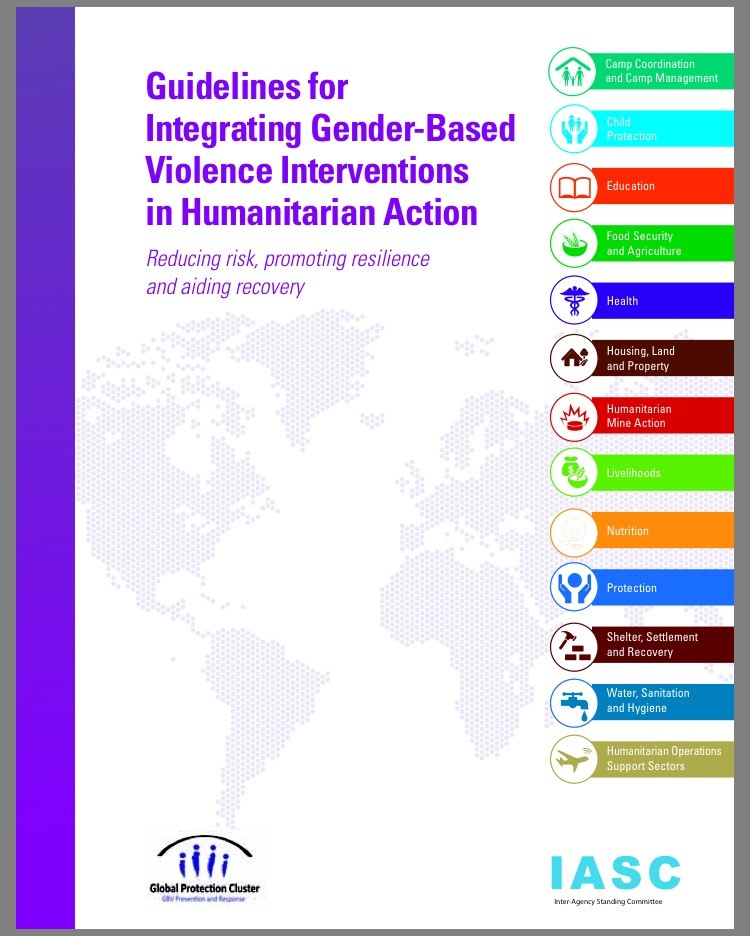 Guidelines for
Integrating Gender-Based
Violence Interventions
in Humanitarian Action
Reducing risk, promoting resilience
and aiding recovery
Camp Coordination
and Camp Management
Child
Protection
Education
Food Security
and Agriculture
Health
Housing, Land
and Property
Humanitarian
Mine Action
Livelihoods
Nutrition
Protection
Shelter, Settlement
and Recovery
Water, Sanitation
and Hygiene
Humanitarian Operations
Support Sectors
Global Protection Cluster
GBV Prevention and Response
IASC
Inter-Agency Standing Committee